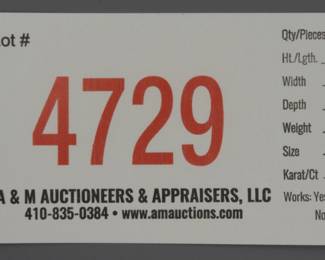 Lot #
4729
A & M AUCTIONEERS & APPRAISERS, LLC
410-835-0384 • www.amauctions.com
Qty/Pieces
Ht./Lgth.
Width
Depth
Weight
Size
Karat/Ct
Works: Yes
No